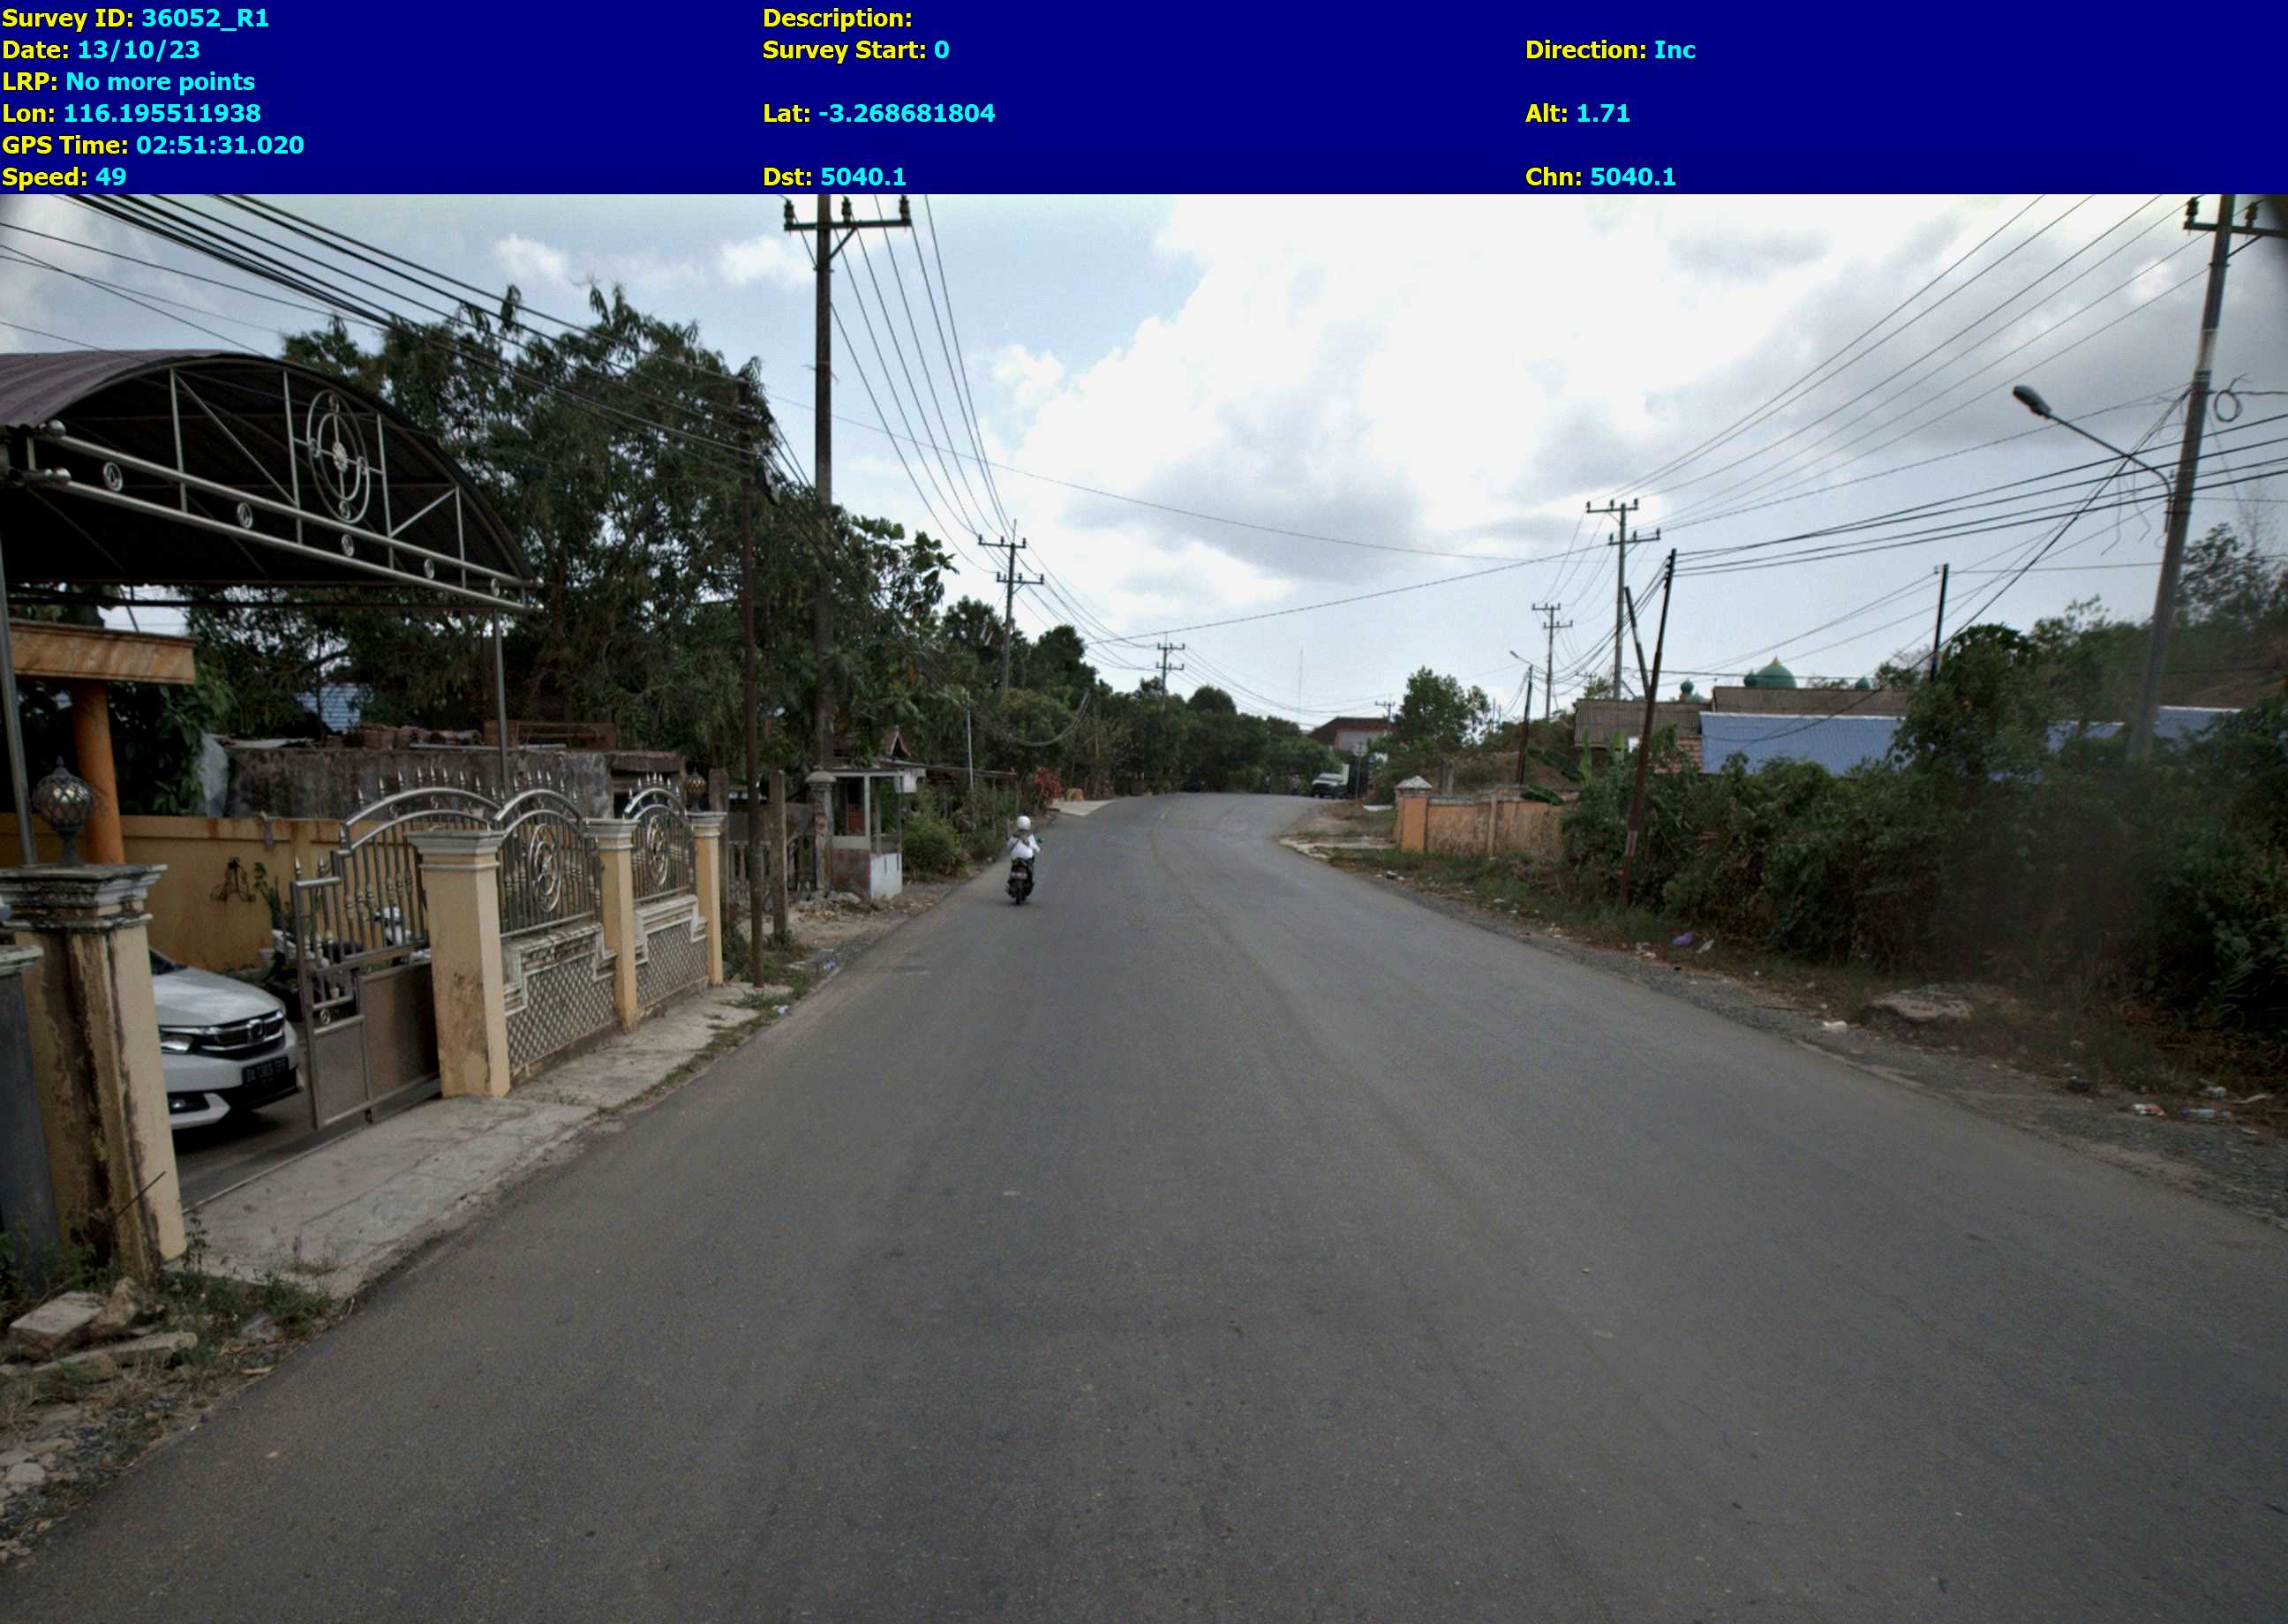 Survey ID: 36052_R1
Description:
Date: 13/10/23
Survey Start: 0
Direction: Inc
LRP: No more points
Lon: 116.195511938
Lat: -3.268681804
Alt: 1.71
GPS Time: 02:51:31.020
Speed: 49
Dst: 5040.1
Chn: 5040.1